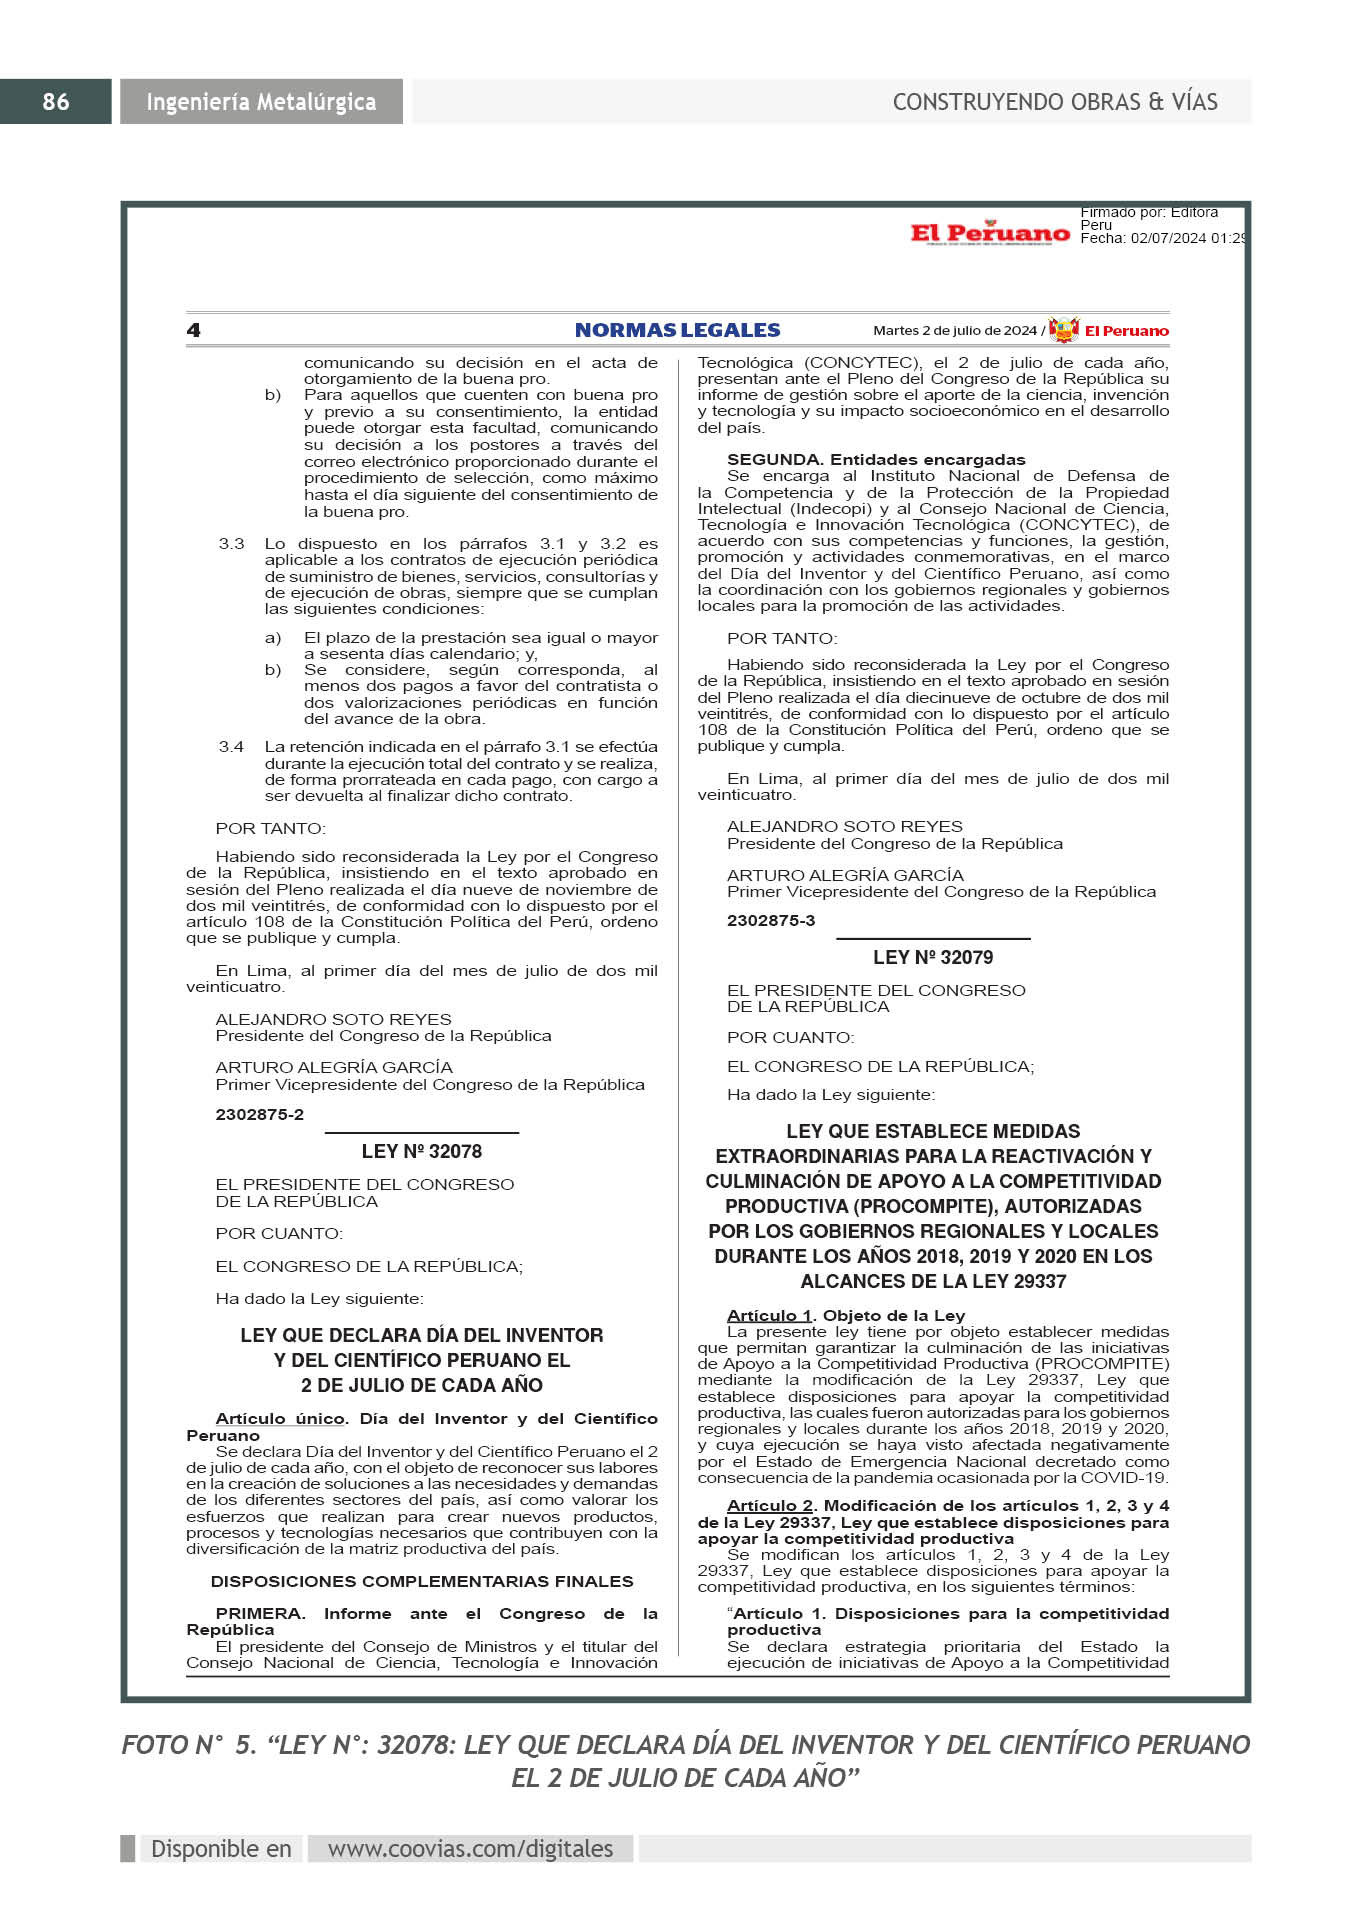 86
Ingeniería Metalúrgica
CONSTRUYENDO OBRAS & VÍAS
El Peruano
Firmado por: Editora
Peru
Fecha: 02/07/2024 01:29
4
NORMAS LEGALES
Martes 2 de julio de 2024 /
El Peruano
comunicando su decisión en el acta de
otorgamiento de la buena pro.
b) Para aquellos que cuenten con buena pro
y previo a su consentimiento, la entidad
puede otorgar esta facultad, comunicando
su decisión a los postores a través del
correo electrónico proporcionado durante el
procedimiento de selección, como máximo
hasta el día siguiente del consentimiento de
la buena pro.
3.3 Lo dispuesto en los párrafos 3.1 y 3.2 es
aplicable a los contratos de ejecución periódica
de suministro de bienes, servicios, consultorías y
de ejecución de obras, siempre que se cumplan
las siguientes condiciones:
a) El plazo de la prestación sea igual o mayor
a sesenta días calendario; y,
b) Se considere, según corresponda, al
menos dos pagos a favor del contratista o
dos valorizaciones periódicas en función
del avance de la obra.
3.4 La retención indicada en el párrafo 3.1 se efectúa
durante la ejecución total del contrato y se realiza,
de forma prorrateada en cada pago, con cargo a
ser devuelta al finalizar dicho contrato.
POR TANTO:
Habiendo sido reconsiderada la Ley por el Congreso
de la República, insistiendo en el texto aprobado en
sesión del Pleno realizada el día nueve de noviembre de
dos mil veintitrés, de conformidad con lo dispuesto por el
artículo 108 de la Constitución Política del Perú, ordeno
que se publique y cumpla.
En Lima, al primer día del mes de julio de dos mil
veinticuatro.
ALEJANDRO SOTO REYES
Presidente del Congreso de la República
ARTURO ALEGRÍA GARCÍA
Primer Vicepresidente del Congreso de la República
2302875-2
LEY Nº 32078
EL PRESIDENTE DEL CONGRESO
DE LA REPÚBLICA
POR CUANTO:
EL CONGRESO DE LA REPÚBLICA;
Ha dado la Ley siguiente:
LEY QUE DECLARA DÍA DEL INVENTOR
Y DEL CIENTÍFICO PERUANO EL
2 DE JULIO DE CADA AÑO
Artículo único. Día del Inventor y del Científico
Peruano
Se declara Día del Inventor y del Científico Peruano el 2
de julio de cada año, con el objeto de reconocer sus labores
en la creación de soluciones a las necesidades y demandas
de los diferentes sectores del país, así como valorar los
esfuerzos que realizan para crear nuevos productos,
procesos y tecnologías necesarios que contribuyen con la
diversificación de la matriz productiva del país.
DISPOSICIONES COMPLEMENTARIAS FINALES
PRIMERA. Informe ante el Congreso de la
República
El presidente del Consejo de Ministros y el titular del
Consejo Nacional de Ciencia, Tecnología e Innovación
Tecnológica (CONCYTEC), el 2 de julio de cada año,
presentan ante el Pleno del Congreso de la República su
informe de gestión sobre el aporte de la ciencia, invención
y tecnología y su impacto socioeconómico en el desarrollo
del país.
SEGUNDA. Entidades encargadas
Se encarga al Instituto Nacional de Defensa de
la Competencia y de la Protección de la Propiedad
Intelectual (Indecopi) y al Consejo Nacional de Ciencia,
Tecnología e Innovación Tecnológica (CONCYTEC), de
acuerdo con sus competencias y funciones, la gestión,
promoción y actividades conmemorativas, en el marco
del Día del Inventor y del Científico Peruano, así como
la coordinación con los gobiernos regionales y gobiernos
locales para la promoción de las actividades.
POR TANTO:
Habiendo sido reconsiderada la Ley por el Congreso
de la República, insistiendo en el texto aprobado en sesión
del Pleno realizada el día diecinueve de octubre de dos mil
veintitrés, de conformidad con lo dispuesto por el artículo
108 de la Constitución Política del Perú, ordeno que se
publique y cumpla.
En Lima, al primer día del mes de julio de dos mil
veinticuatro.
ALEJANDRO SOTO REYES
Presidente del Congreso de la República
ARTURO ALEGRÍA GARCÍA
Primer Vicepresidente del Congreso de la República
2302875-3
LEY Nº 32079
EL PRESIDENTE DEL CONGRESO
DE LA REPÚBLICA
POR CUANTO:
EL CONGRESO DE LA REPÚBLICA;
Ha dado la Ley siguiente:
LEY QUE ESTABLECE MEDIDAS
EXTRAORDINARIAS PARA LA REACTIVACIÓN Y
CULMINACIÓN DE APOYO A LA COMPETITIVIDAD
PRODUCTIVA (PROCOMPITE), AUTORIZADAS
POR LOS GOBIERNOS REGIONALES Y LOCALES
DURANTE LOS AÑOS 2018, 2019 Y 2020 EN LOS
ALCANCES DE LA LEY 29337
Artículo 1. Objeto de la Ley
La presente ley tiene por objeto establecer medidas
que permitan garantizar la culminación de las iniciativas
de Apoyo a la Competitividad Productiva (PROCOMPITE)
mediante la modificación de la Ley 29337, Ley que
establece disposiciones para apoyar la competitividad
productiva, las cuales fueron autorizadas para los gobiernos
regionales y locales durante los años 2018, 2019 y 2020,
y cuya ejecución se haya visto afectada negativamente
por el Estado de Emergencia Nacional decretado como
consecuencia de la pandemia ocasionada por la COVID-19.
Artículo 2. Modificación de los artículos 1, 2, 3 y 4
de la Ley 29337, Ley que establece disposiciones para
apoyar la competitividad productiva
Se modifican los artículos 1, 2, 3 y 4 de la Ley
29337, Ley que establece disposiciones para apoyar la
competitividad productiva, en los siguientes términos:
“Artículo 1. Disposiciones para la competitividad
productiva
Se declara estrategia prioritaria del Estado la
ejecución de iniciativas de Apoyo a la Competitividad
FOTO N° 5. “LEY N°: 32078: LEY QUE DECLARA DÍA DEL INVENTOR Y DEL CIENTÍFICO PERUANO
EL 2 DE JULIO DE CADA AÑO”
Disponible en www.coovias.com/digitales